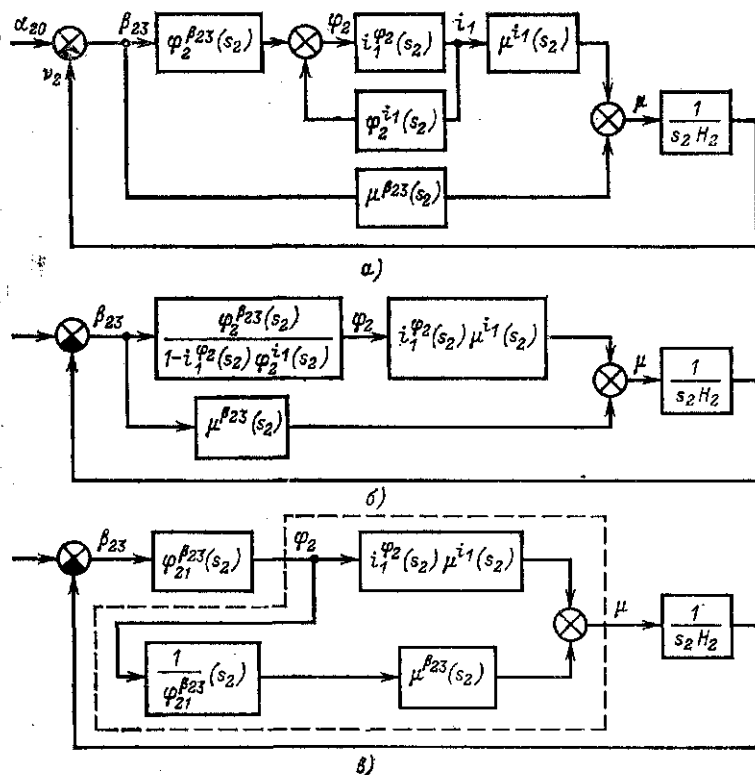 α₂₀ β₂₃ φ₂^β₂₃(s₂) φ₂ i₁^φ₂(s₂) i₁ μ^i₁(s₂)
ν₂ φ₂^i₁(s₂) μ 1/(s₂H₂)
μ^β₂₃(s₂)
а)
β₂₃ φ₂^β₂₃(s₂)/(1-i₁^φ₂(s₂)φ₂^i₁(s₂)) φ₂ i₁^φ₂(s₂)μ^i₁(s₂) μ 1/(s₂H₂)
μ^β₂₃(s₂)
б)
β₂₃ φ₂₁^β₂₃(s₂) φ₂ i₁^φ₂(s₂)μ^i₁(s₂) μ 1/(s₂H₂)
1/φ₂₁^β₂₃(s₂) μ^β₂₃(s₂)
в)